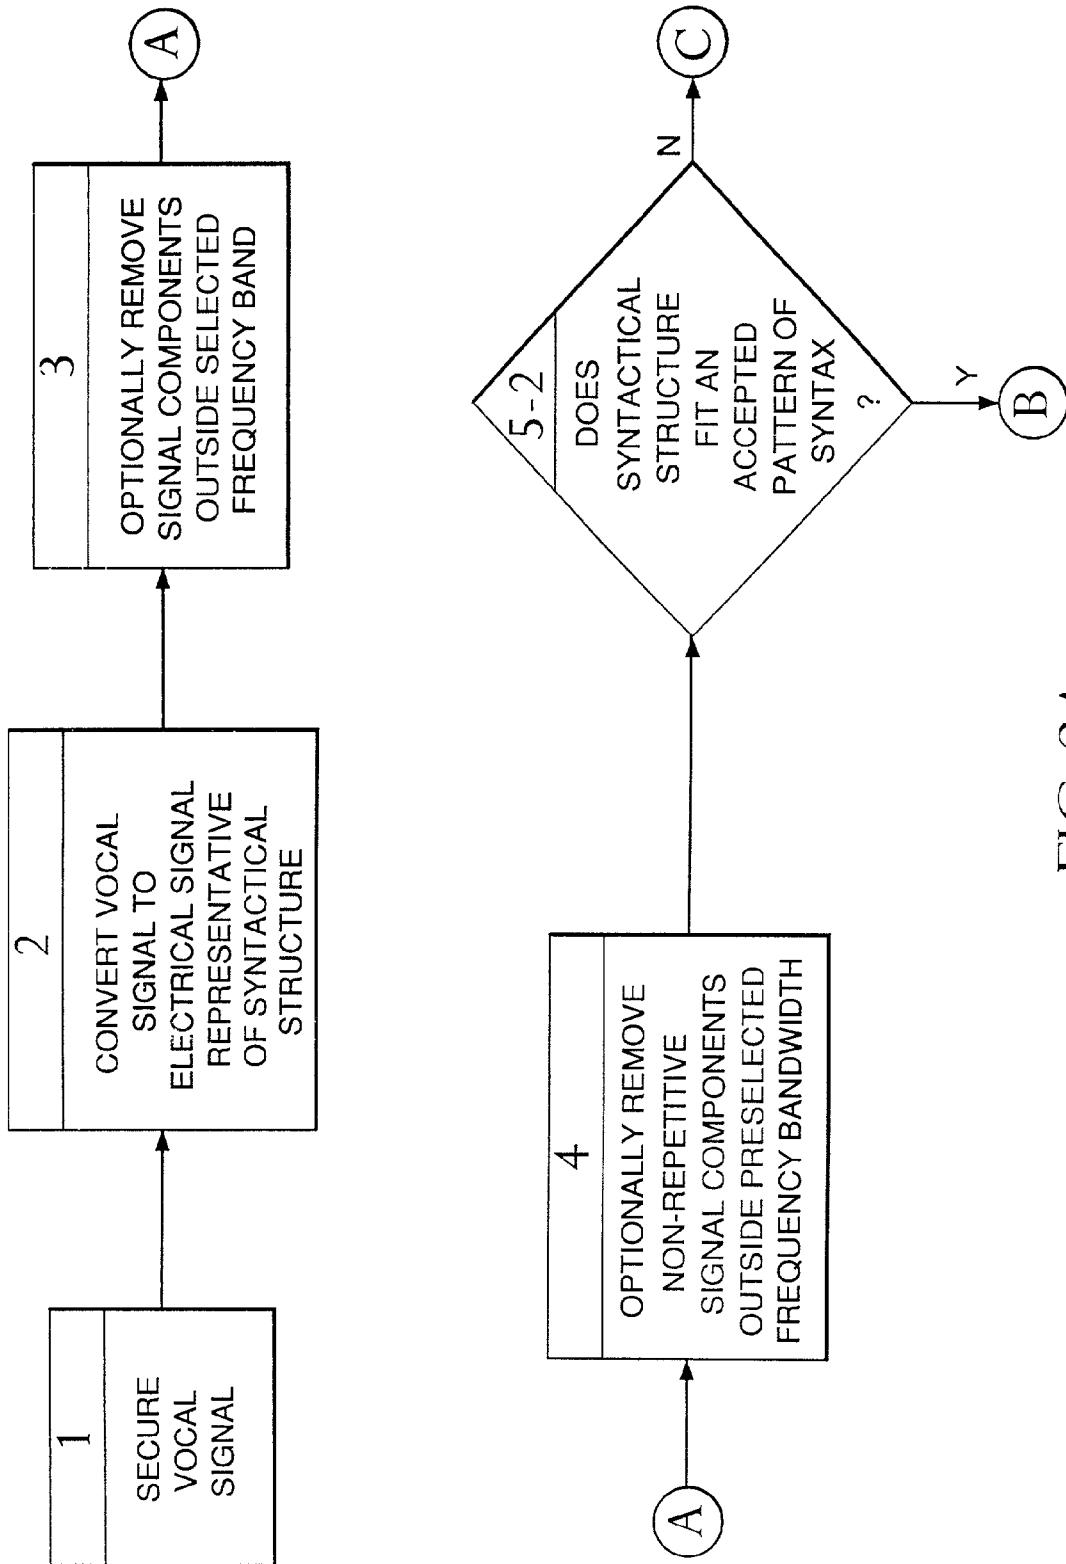 1
SECURE
VOCAL
SIGNAL
2
CONVERT VOCAL
SIGNAL TO
ELECTRICAL SIGNAL
REPRESENTATIVE
OF SYNTACTICAL
STRUCTURE
3
OPTIONALLY REMOVE
SIGNAL COMPONENTS
OUTSIDE SELECTED
FREQUENCY BAND
A
A
4
OPTIONALLY REMOVE
NON-REPETITIVE
SIGNAL COMPONENTS
OUTSIDE PRESELECTED
FREQUENCY BANDWIDTH
5-2
DOES
SYNTACTICAL
STRUCTURE
FIT AN
ACCEPTED
PATTERN OF
SYNTAX
?
N
C
Y
B